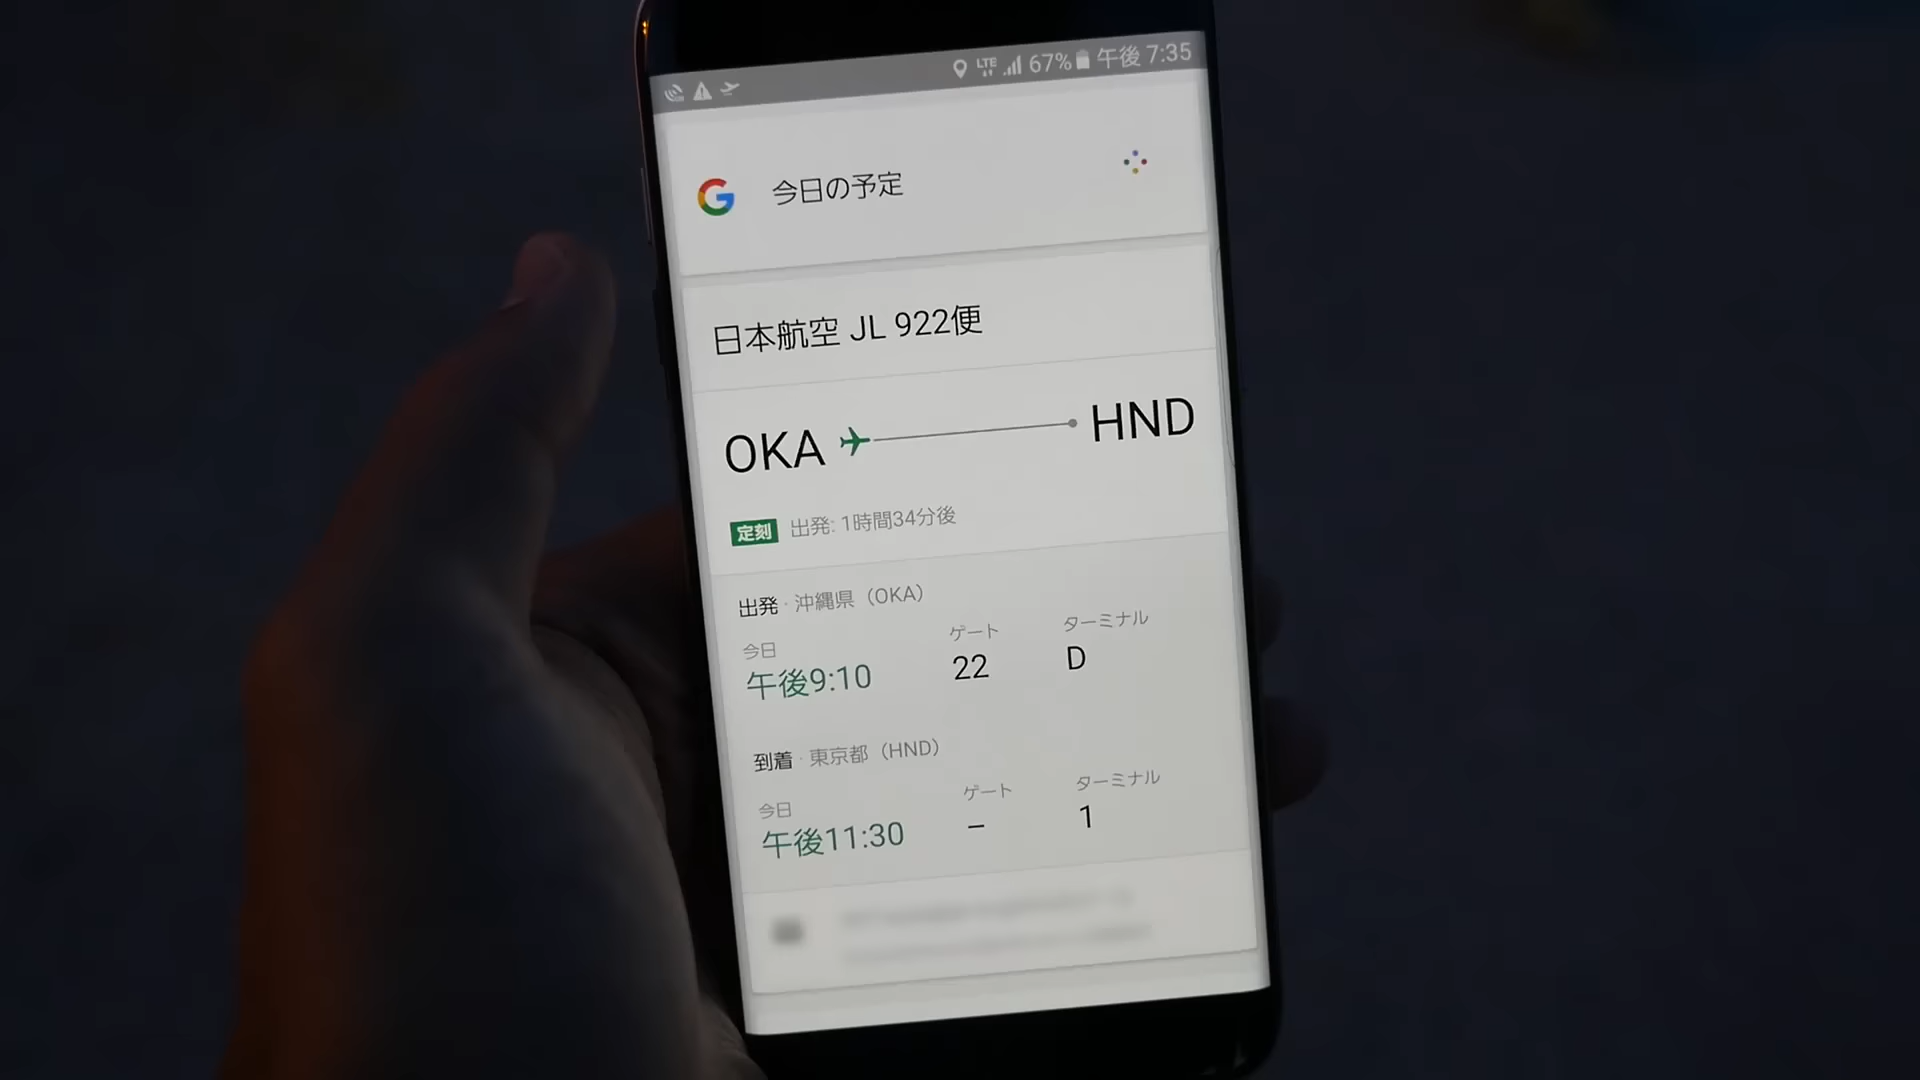 LTE 67% 午後 7:35
G 今日の予定
日本航空 JL 922便
OKA HND
定刻 出発: 1時間34分後
出発 · 沖縄県（OKA）
今日 ゲート ターミナル
午後9:10 22 D
到着 · 東京都（HND）
今日 ゲート ターミナル
午後11:30 – 1